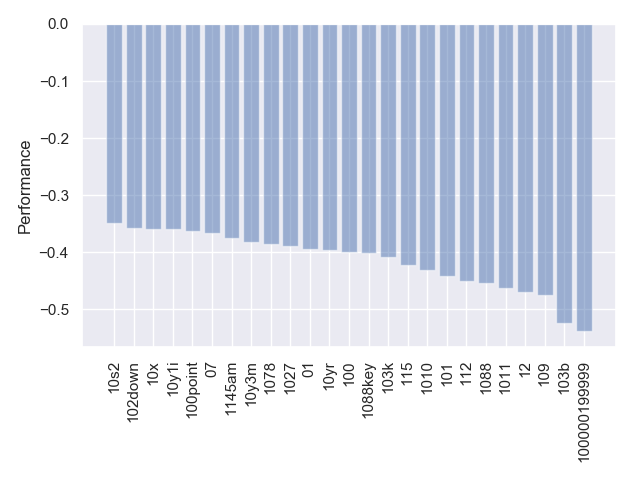 0.0
−0.1
−0.2
−0.3
−0.4
−0.5
Performance
10s2
102down
10x
10y1i
100point
07
1145am
10y3m
1078
1027
01
10yr
100
1088key
103k
115
1010
101
112
1088
1011
12
109
103b
100000199999